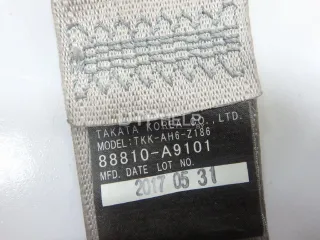 TAKATA KOREA CO., LTD.
MODEL: TKK-AH6-Z186
88810-A9101
MFD. DATE LOT NO.
2017 05 31